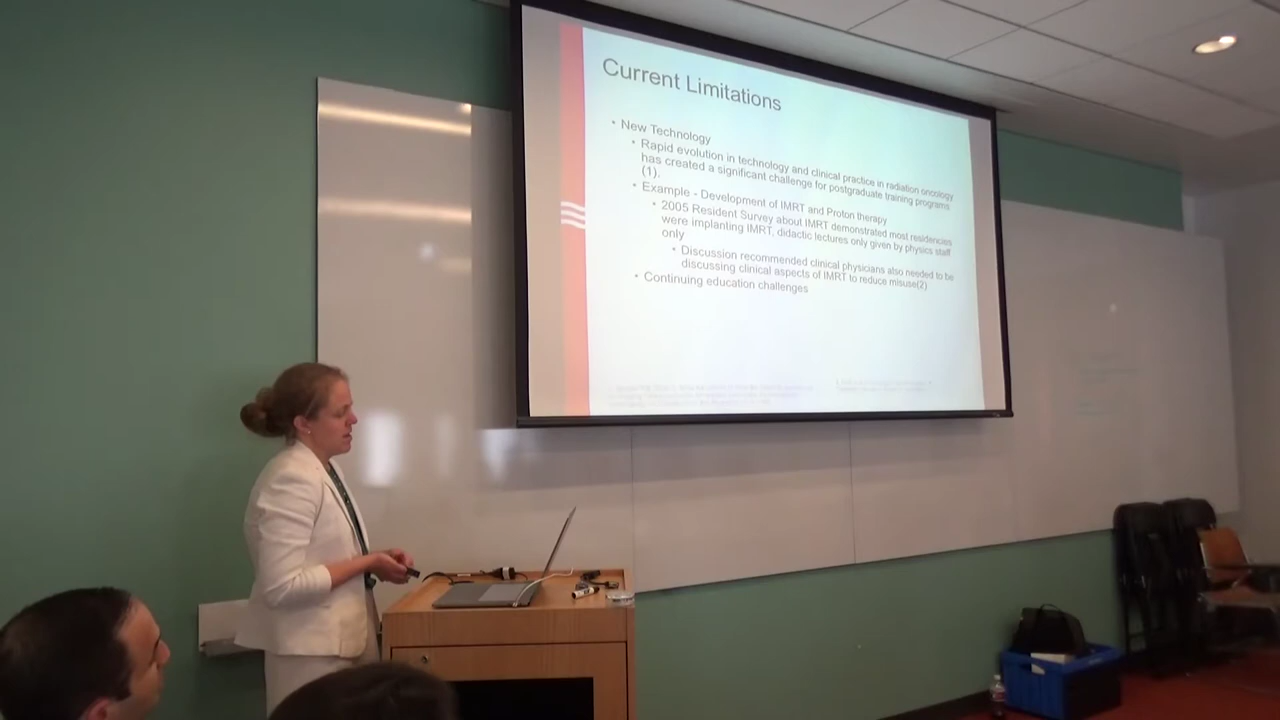 Current Limitations
• New Technology
• Rapid evolution in technology and clinical practice in radiation oncology
has created a significant challenge for postgraduate training programs
(1).
• Example - Development of IMRT and Proton therapy
• 2005 Resident Survey about IMRT demonstrated most residencies
were implanting IMRT, didactic lectures only given by physics staff
only
• Discussion recommended clinical physicians also needed to be
discussing clinical aspects of IMRT to reduce misuse(2)
• Continuing education challenges